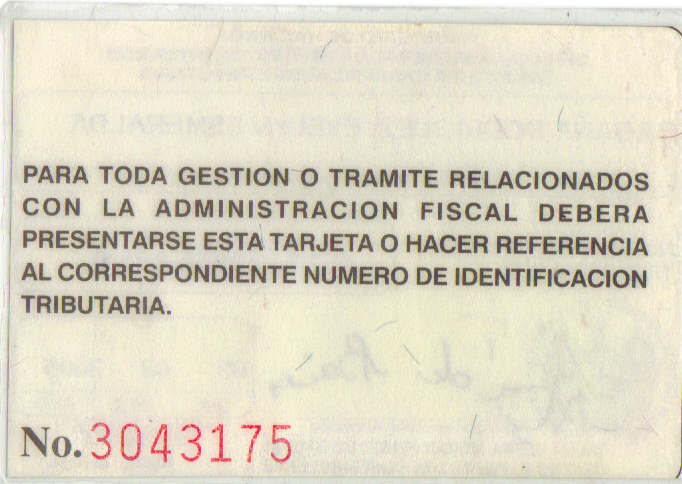 PARA TODA GESTION O TRAMITE RELACIONADOS
CON LA ADMINISTRACION FISCAL DEBERA
PRESENTARSE ESTA TARJETA O HACER REFERENCIA
AL CORRESPONDIENTE NUMERO DE IDENTIFICACION
TRIBUTARIA.
No. 3043175